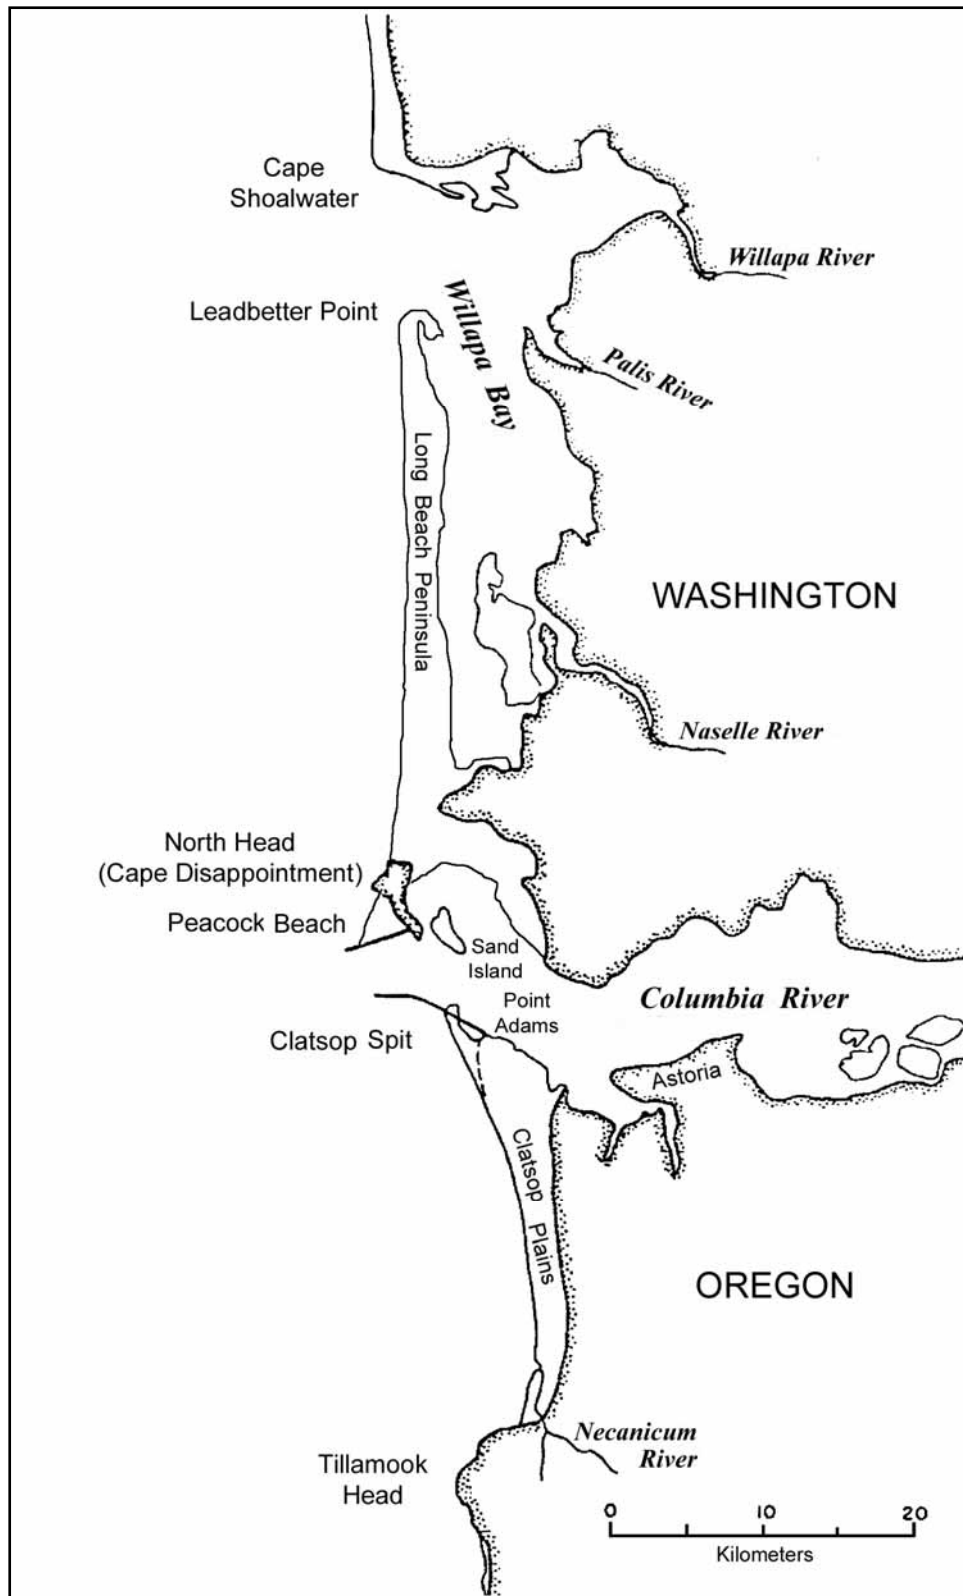 Cape
Shoalwater
Willapa River
Leadbetter Point
Willapa Bay
Palis River
Long Beach Peninsula
WASHINGTON
Naselle River
North Head
(Cape Disappointment)
Peacock Beach
Sand
Island
Point
Adams
Columbia River
Clatsop Spit
Astoria
Clatsop Plains
OREGON
Necanicum
River
Tillamook
Head
0 10 20
Kilometers